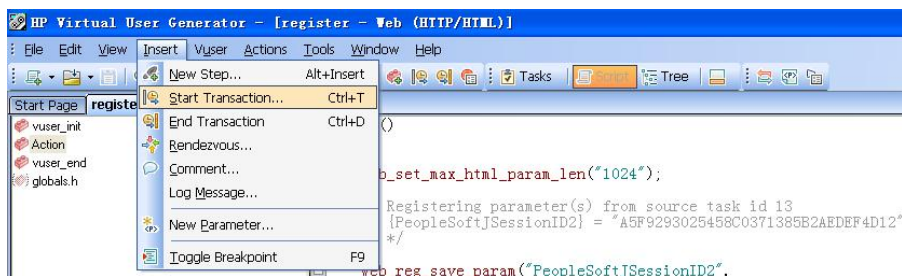 HP Virtual User Generator - [register - Web (HTTP/HTML)]
File Edit View Insert Vuser Actions Tools Window Help
Tasks Script Tree
New Step... Alt+Insert
Start Transaction... Ctrl+T
Start Page registe
End Transaction Ctrl+D
vuser_init
()
Action
Rendezvous...
vuser_end
Comment...
b_set_max_html_param_len("1024");
globals.h
Log Message...
Registering parameter(s) from source task id 13
New Parameter...
{PeopleSoftJSessionID2} = "A5F9293025458C0371385B2AEDEF4D12"
*/
Toggle Breakpoint F9
web_reg_save_param("PeopleSoftJSessionID2",